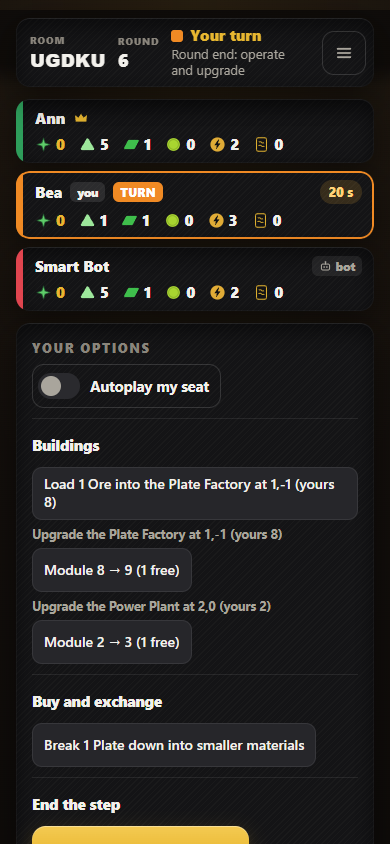 ROOM
UGDKU
ROUND
6
Your turn
Round end: operate
and upgrade
Ann
0 5 1 0 2 0
Bea you TURN 20 s
0 1 1 0 3 0
Smart Bot bot
0 5 1 0 2 0
YOUR OPTIONS
Autoplay my seat
Buildings
Load 1 Ore into the Plate Factory at 1,-1 (yours
8)
Upgrade the Plate Factory at 1,-1 (yours 8)
Module 8 → 9 (1 free)
Upgrade the Power Plant at 2,0 (yours 2)
Module 2 → 3 (1 free)
Buy and exchange
Break 1 Plate down into smaller materials
End the step